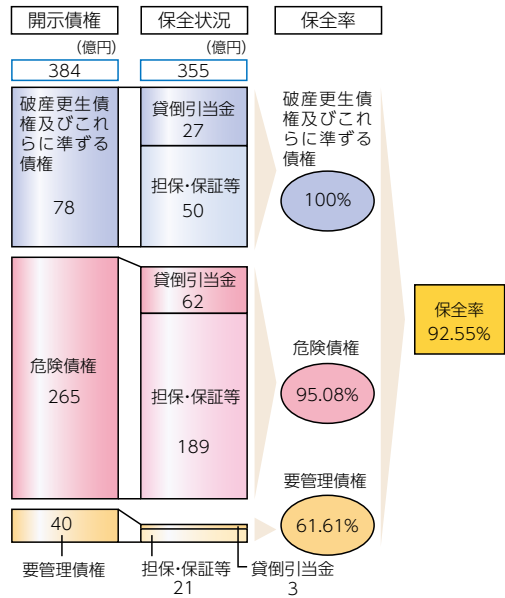 開示債権
保全状況
保全率
(億円)
(億円)
384
355
破産更生債
権及びこれ
らに準ずる
債権
78
貸倒引当金
27
担保・保証等
50
破産更生債
権及びこれ
らに準ずる
債権
100%
危険債権
265
貸倒引当金
62
担保・保証等
189
危険債権
95.08%
保全率
92.55%
40
要管理債権
担保・保証等
21
貸倒引当金
3
要管理債権
61.61%